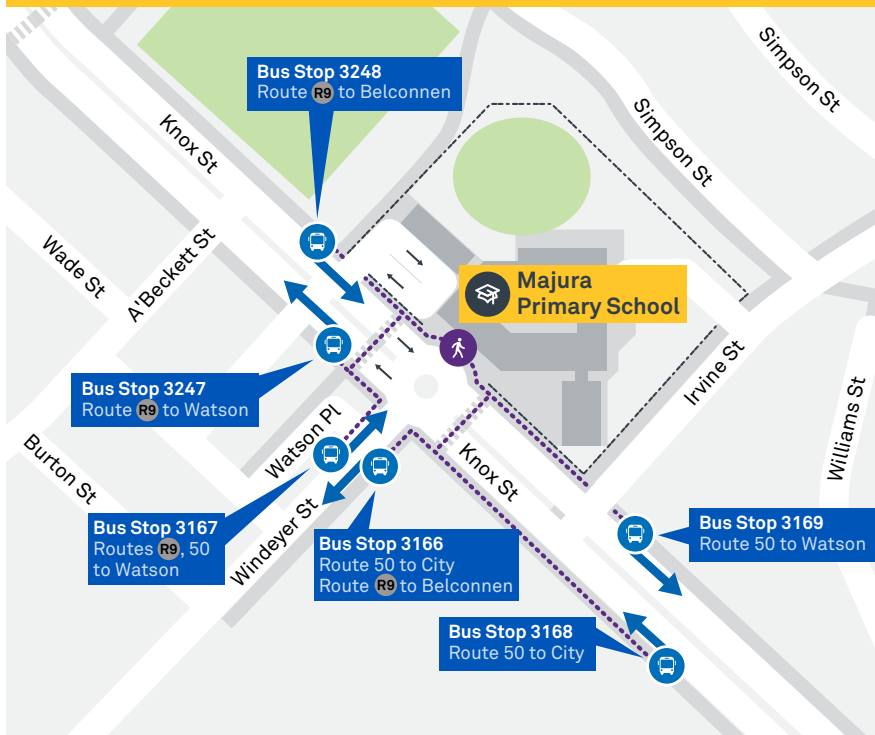 Simpson St
Bus Stop 3248
Route R9 to Belconnen
Knox St
Simpson St
Wade St
A'Beckett St
Majura
Primary School
Irvine St
Bus Stop 3247
Route R9 to Watson
Williams St
Watson Pl
Burton St
Knox St
Windeyer St
Bus Stop 3167
Routes R9, 50
to Watson
Bus Stop 3166
Route 50 to City
Route R9 to Belconnen
Bus Stop 3169
Route 50 to Watson
Bus Stop 3168
Route 50 to City